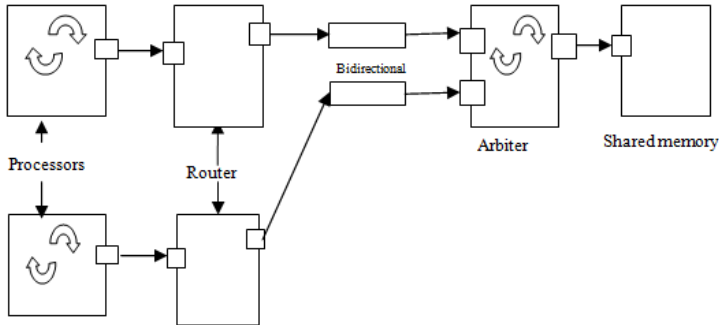 Bidirectional
Arbiter
Shared memory
Processors
Router